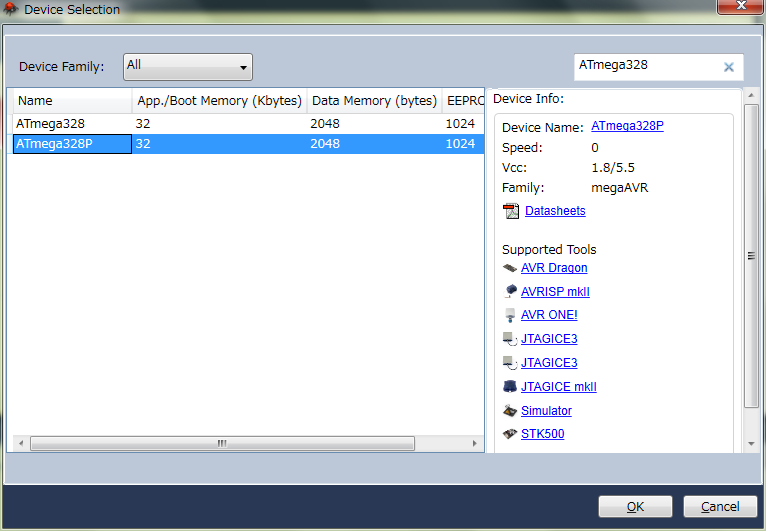 Device Selection
Device Family: All ATmega328
Name App./Boot Memory (Kbytes) Data Memory (bytes) EEPRO
ATmega328 32 2048 1024
ATmega328P 32 2048 1024
Device Info:
Device Name: ATmega328P
Speed: 0
Vcc: 1.8/5.5
Family: megaAVR
Datasheets
Supported Tools
AVR Dragon
AVRISP mkII
AVR ONE!
JTAGICE3
JTAGICE3
JTAGICE mkII
Simulator
STK500
OK Cancel